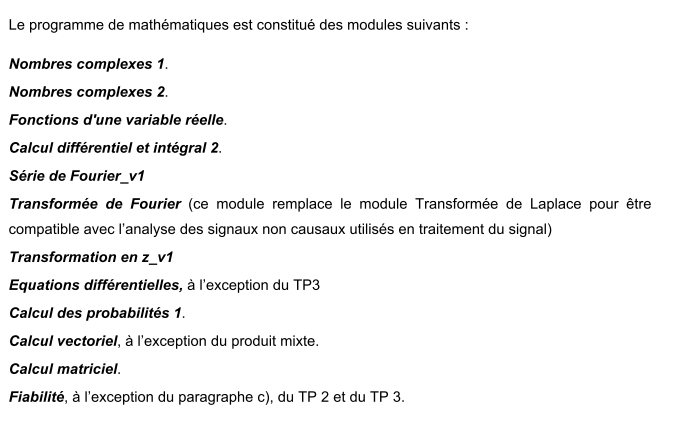 Le programme de mathématiques est constitué des modules suivants :
Nombres complexes 1.
Nombres complexes 2.
Fonctions d'une variable réelle.
Calcul différentiel et intégral 2.
Série de Fourier_v1
Transformée de Fourier (ce module remplace le module Transformée de Laplace pour être
compatible avec l’analyse des signaux non causaux utilisés en traitement du signal)
Transformation en z_v1
Equations différentielles, à l’exception du TP3
Calcul des probabilités 1.
Calcul vectoriel, à l’exception du produit mixte.
Calcul matriciel.
Fiabilité, à l’exception du paragraphe c), du TP 2 et du TP 3.